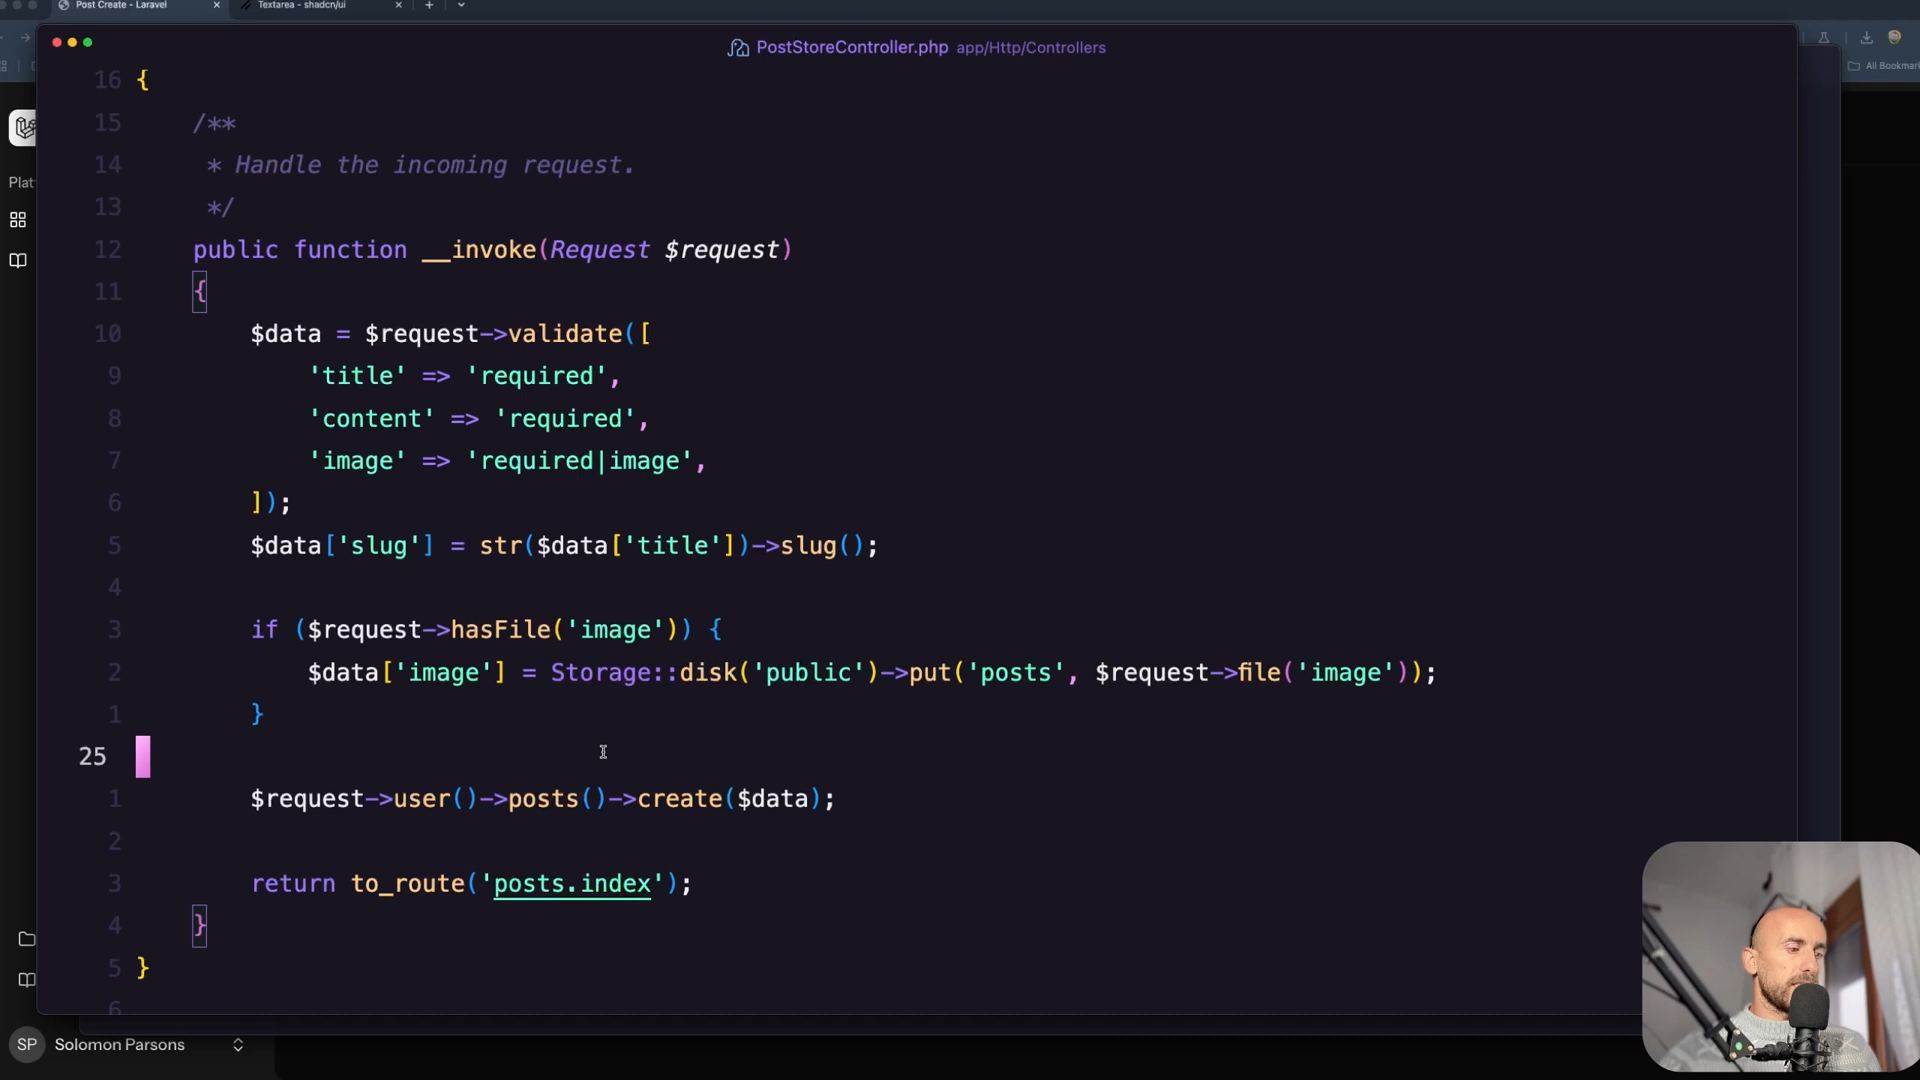 Post Create - Laravel
Textarea - shadcn/ui
PostStoreController.php app/Http/Controllers
All Bookmar
Plat
16 {
15 /**
14 * Handle the incoming request.
13 */
12 public function __invoke(Request $request)
11 {
10 $data = $request->validate([
9 'title' => 'required',
8 'content' => 'required',
7 'image' => 'required|image',
6 ]);
5 $data['slug'] = str($data['title'])->slug();
4
3 if ($request->hasFile('image')) {
2 $data['image'] = Storage::disk('public')->put('posts', $request->file('image'));
1 }
25
1 $request->user()->posts()->create($data);
2
3 return to_route('posts.index');
4 }
5 }
6
SP Solomon Parsons